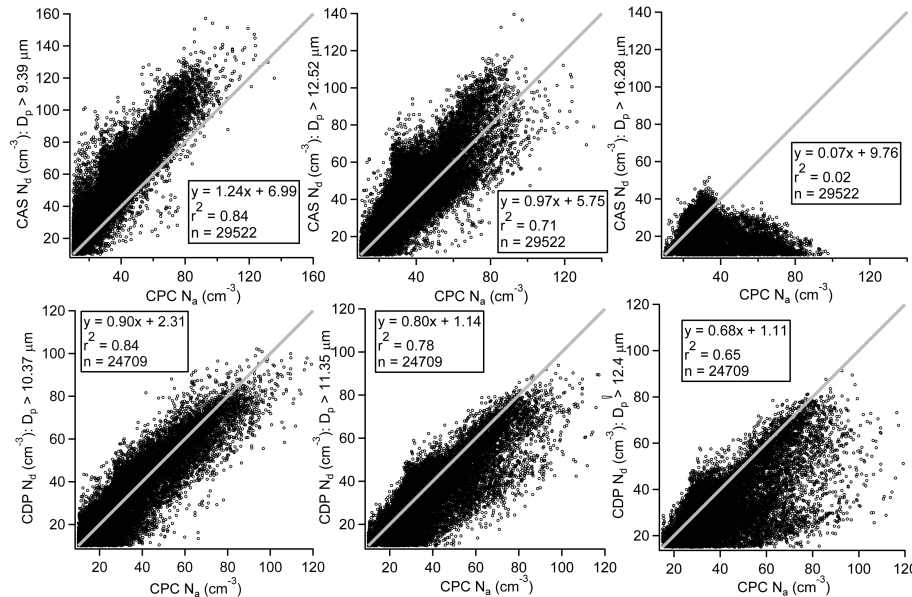 CAS N_d (cm^-3): D_p > 9.39 μm
160
140
120
100
80
60
40
20
y = 1.24x + 6.99
r^2 = 0.84
n = 29522
40 80 120 160
CPC N_a (cm^-3)
CAS N_d (cm^-3): D_p > 12.52 μm
140
120
100
80
60
40
20
y = 0.97x + 5.75
r^2 = 0.71
n = 29522
40 80 120
CPC N_a (cm^-3)
CAS N_d (cm^-3): D_p > 16.28 μm
140
120
100
80
60
40
20
y = 0.07x + 9.76
r^2 = 0.02
n = 29522
40 80 120
CPC N_a (cm^-3)
CDP N_d (cm^-3): D_p > 10.37 μm
120
100
80
60
40
20
y = 0.90x + 2.31
r^2 = 0.84
n = 24709
20 40 60 80 100 120
CPC N_a (cm^-3)
CDP N_d (cm^-3): D_p > 11.35 μm
120
100
80
60
40
20
y = 0.80x + 1.14
r^2 = 0.78
n = 24709
20 40 60 80 100 120
CPC N_a (cm^-3)
CDP N_d (cm^-3): D_p > 12.4 μm
120
100
80
60
40
20
y = 0.68x + 1.11
r^2 = 0.65
n = 24709
20 40 60 80 100 120
CPC N_a (cm^-3)